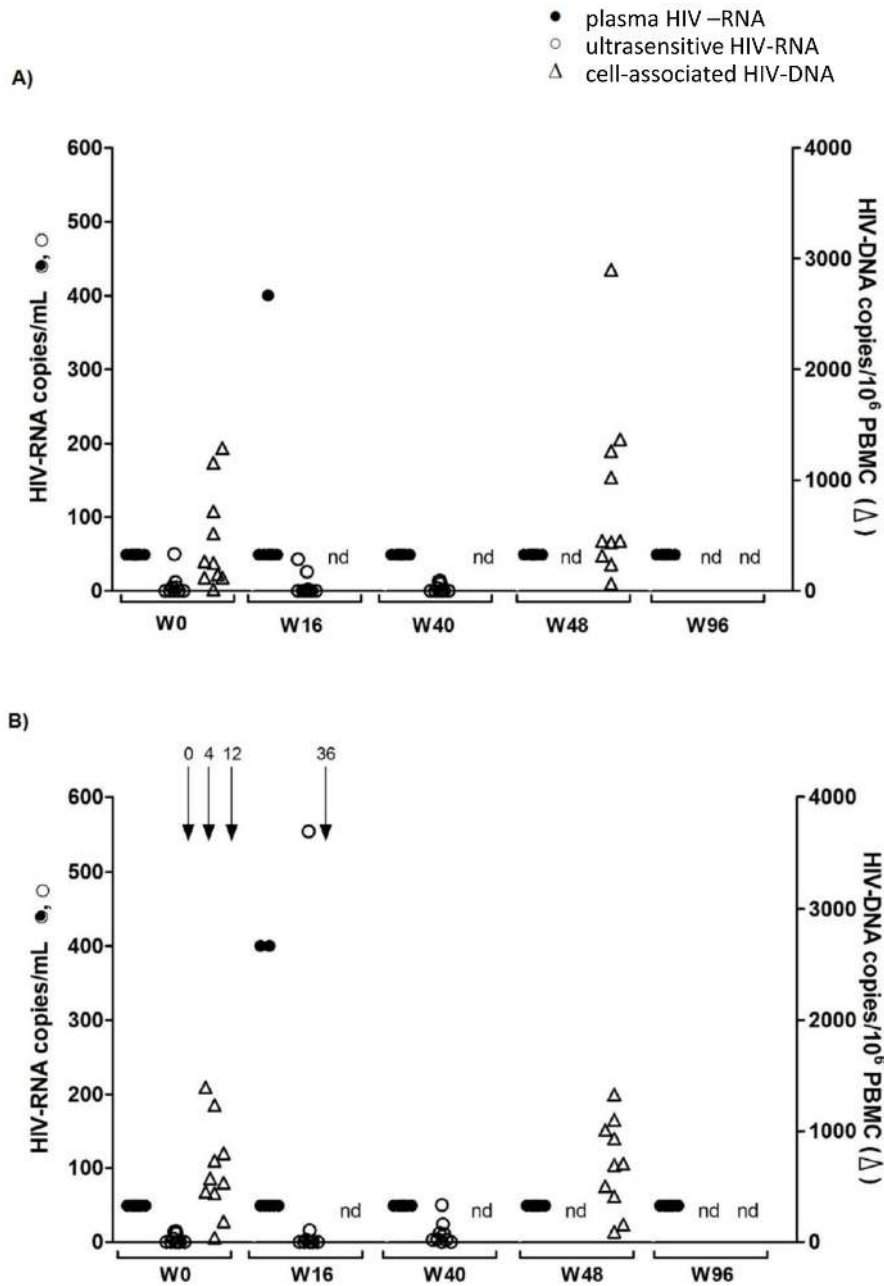 plasma HIV –RNA
ultrasensitive HIV-RNA
cell-associated HIV-DNA
A)
600
500
400
300
200
100
0
HIV-RNA copies/mL
,
4000
3000
2000
1000
0
HIV-DNA copies/10⁶ PBMC (Δ)
nd
nd
nd
nd nd
W0 W16 W40 W48 W96
B)
0 4 12 36
600
500
400
300
200
100
0
HIV-RNA copies/mL
,
4000
3000
2000
1000
0
HIV-DNA copies/10⁶ PBMC (Δ)
nd
nd
nd
nd nd
W0 W16 W40 W48 W96